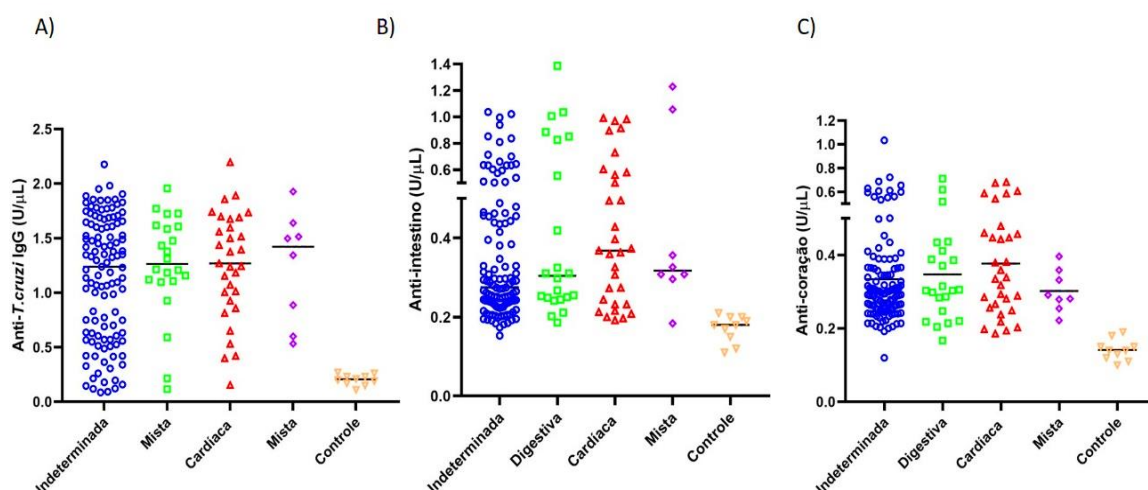 A)
Anti-T.cruzi IgG (U/µL)
2.5
2.0
1.5
1.0
0.5
0.0
Indeterminada
Mista
Cardiaca
Mista
Controle
B)
Anti-intestino (U/µL)
1.4
1.2
1.0
0.8
0.6
0.4
0.2
0.0
Indeterminada
Digestiva
Cardiaca
Mista
Controle
C)
Anti-coração (U/µL)
1.2
1.0
0.8
0.6
0.4
0.2
0.0
Indeterminada
Digestiva
Cardiaca
Mista
Controle